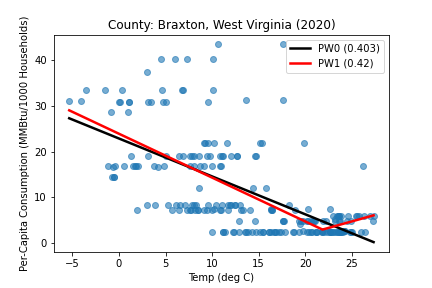 County: Braxton, West Virginia (2020)
PW0 (0.403)
PW1 (0.42)
Per-Capita Consumption (MMBtu/1000 Households)
40
30
20
10
0
−5
0
5
10
15
20
25
Temp (deg C)